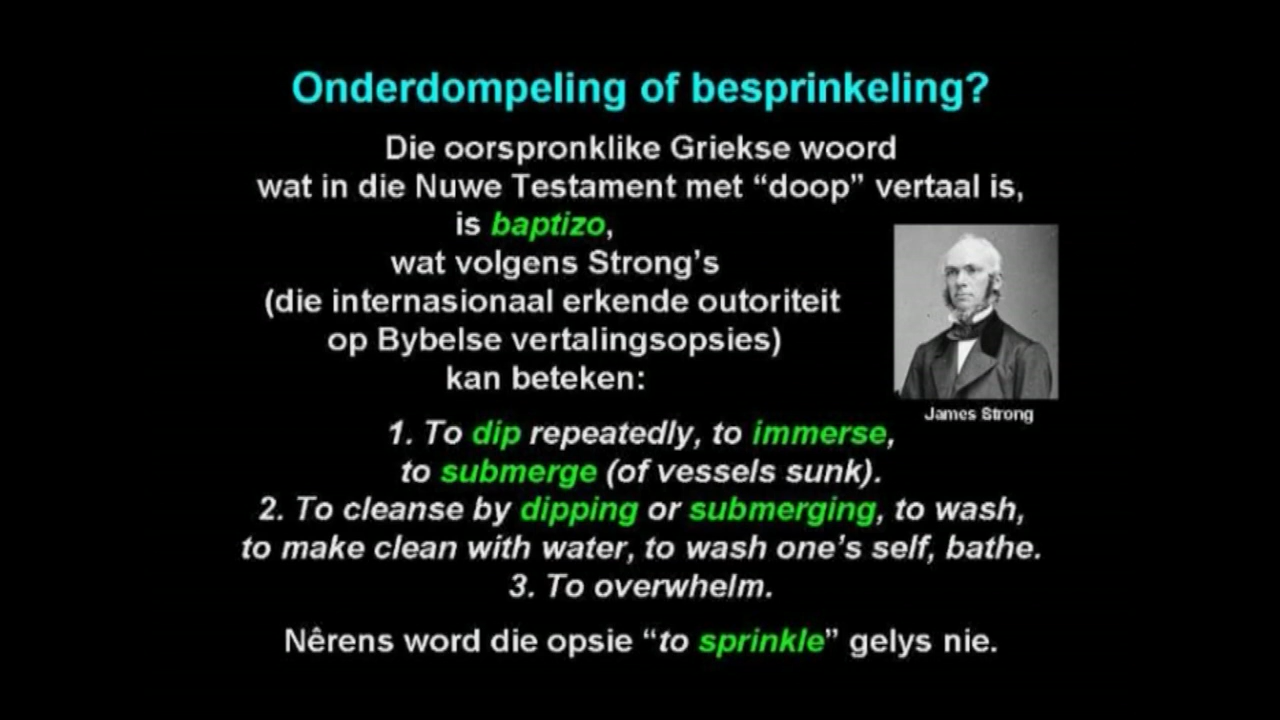 Onderdompeling of besprinkeling?
Die oorspronklike Griekse woord
wat in die Nuwe Testament met “doop” vertaal is,
is baptizo,
wat volgens Strong’s
(die internasionaal erkende outoriteit
op Bybelse vertalingsopsies)
kan beteken:
James Strong
1. To dip repeatedly, to immerse,
to submerge (of vessels sunk).
2. To cleanse by dipping or submerging, to wash,
to make clean with water, to wash one’s self, bathe.
3. To overwhelm.
Nêrens word die opsie “to sprinkle” gelys nie.